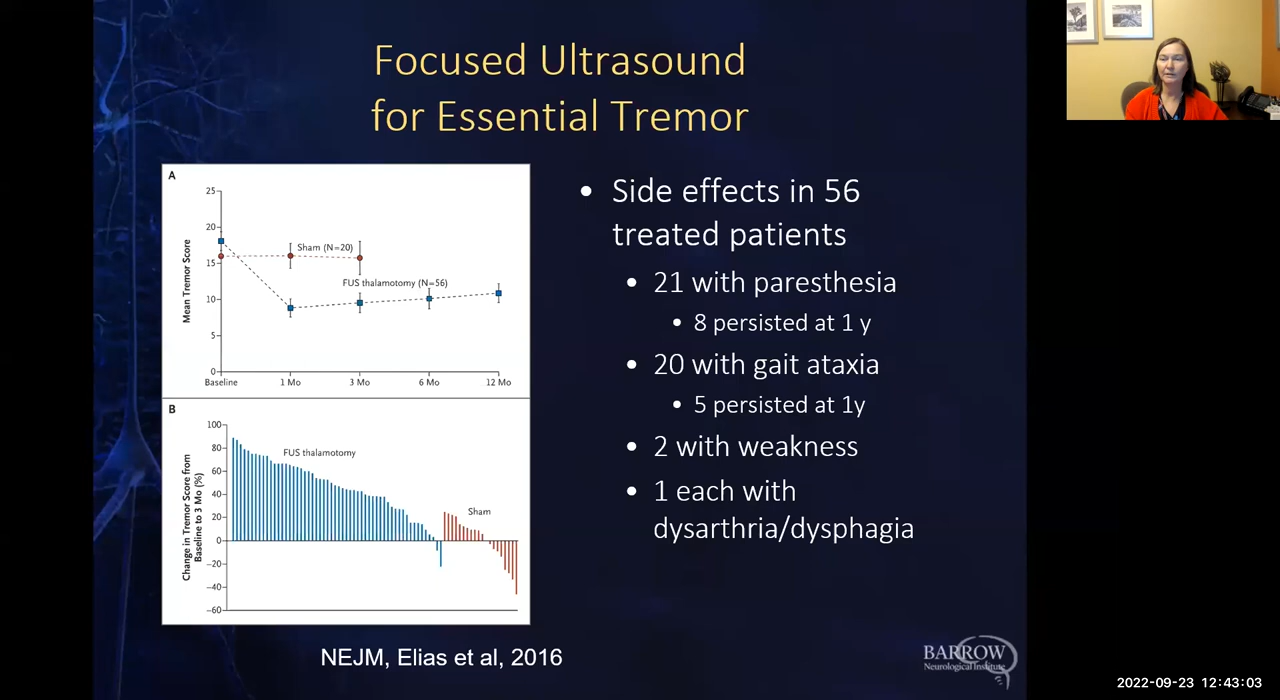 Focused Ultrasound
for Essential Tremor
A
25
20
15
10
5
0
Mean Tremor Score
Sham (N=20)
FUS thalamotomy (N=56)
Baseline
1 Mo
3 Mo
6 Mo
12 Mo
B
100
80
60
40
20
0
−20
−40
−60
Change in Tremor Score from
Baseline to 3 Mo (%)
FUS thalamotomy
Sham
NEJM, Elias et al, 2016
• Side effects in 56
treated patients
• 21 with paresthesia
• 8 persisted at 1 y
• 20 with gait ataxia
• 5 persisted at 1y
• 2 with weakness
• 1 each with
dysarthria/dysphagia
BARROW
Neurological Institute
2022-09-23 12:43:03